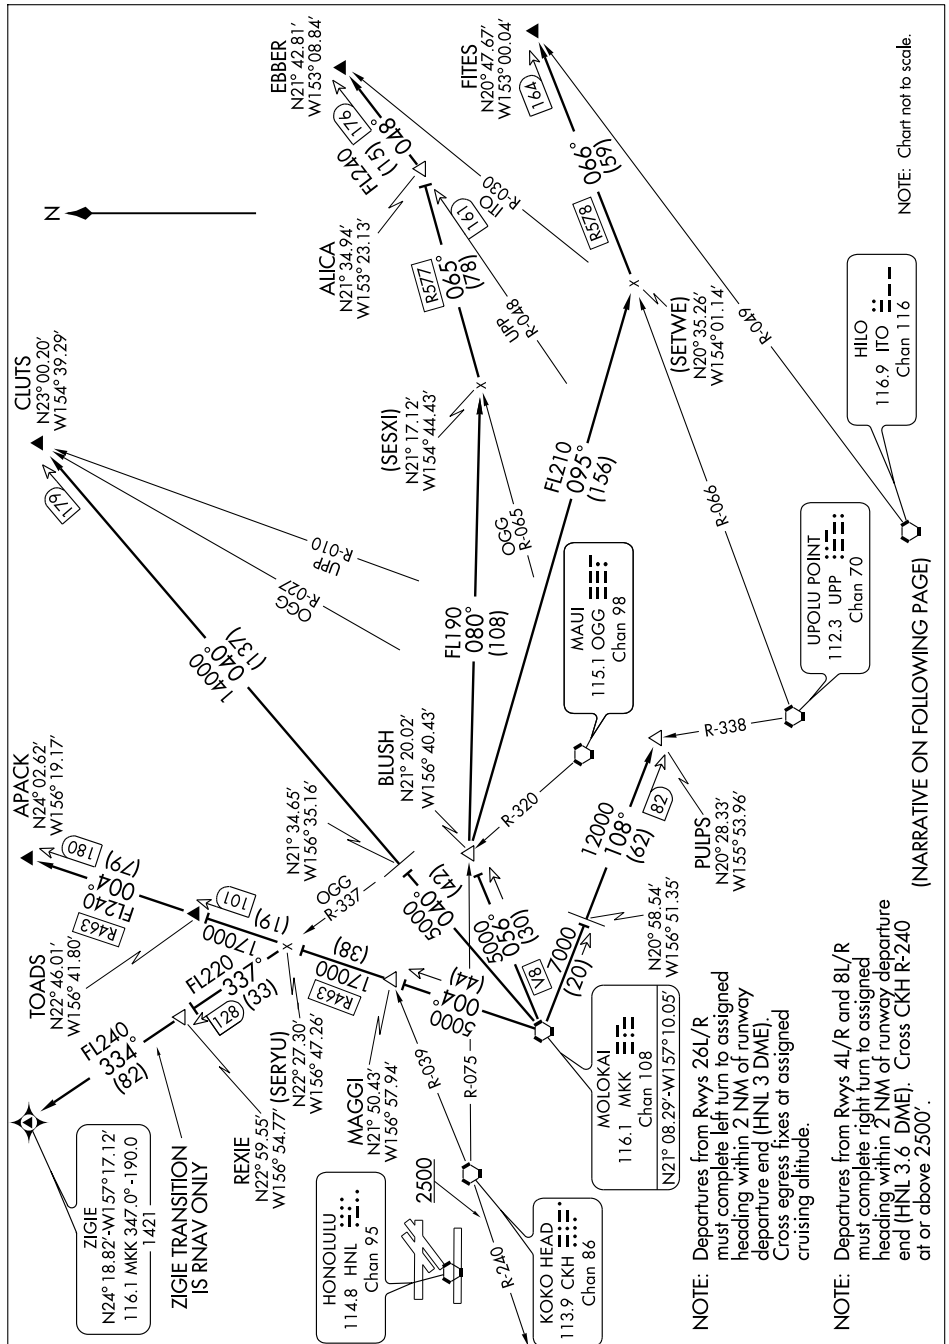 EBBER
N21° 42.81'
W153° 08.84'
176
FL240
(15)
048°
FITES
N20° 47.67'
W153° 00.04'
164
066°
(59)
R578
NOTE: Chart not to scale.
N
ALICA
N21° 34.94'
W153° 23.13'
161
R577
065°
(78)
ITO
R-030
UPP
R-048
(SETWE)
N20° 35.26'
W154° 01.14'
R-049
HILO
116.9 ITO
Chan 116
CLUTS
N23° 00.20'
W154° 39.29'
179
(SESXI)
N21° 17.12'
W154° 44.43'
FL210
095°
(156)
OGG
R-065
R-066
UPP
R-010
OGG
R-027
14000
040°
(137)
FL190
080°
(108)
MAUI
115.1 OGG
Chan 98
UPOLU POINT
112.3 UPP
Chan 70
R-338
APACK
N24° 02.62'
W156° 19.17'
180
FL240
004°
(79)
R463
N21° 34.65'
W156° 35.16'
BLUSH
N21° 20.02'
W156° 40.43'
R-320
12000
108°
(62)
82
PULPS
N20° 28.33'
W155° 53.96'
TOADS
N22° 46.01'
W156° 41.80'
101
17000
(19)
OGG
R-337
5000
040°
(42)
5000
056°
(30)
V8
7000
(20)
N20° 58.54'
W156° 51.35'
FL240
334°
(82)
FL220
337°
(33)
128
REXIE
N22° 59.55'
W156° 54.77'
(SERYU)
N22° 27.30'
W156° 47.26'
17000
(38)
R463
MAGGI
N21° 50.43'
W156° 57.94'
5000
004°
(44)
R-039
R-075
MOLOKAI
116.1 MKK
Chan 108
N21° 08.29'-W157° 10.05'
ZIGIE
N24° 18.82'-W157° 17.12'
116.1 MKK 347.0°-190.0
1421
ZIGIE TRANSITION
IS RNAV ONLY
HONOLULU
114.8 HNL
Chan 95
2500
R-240
KOKO HEAD
113.9 CKH
Chan 86
NOTE: Departures from Rwys 26L/R
must complete left turn to assigned
heading within 2 NM of runway
departure end (HNL 3 DME).
Cross egress fixes at assigned
cruising altitude.
NOTE: Departures from Rwys 4L/R and 8L/R
must complete right turn to assigned
heading within 2 NM of runway departure
end (HNL 3.6 DME). Cross CKH R-240
at or above 2500'.
(NARRATIVE ON FOLLOWING PAGE)